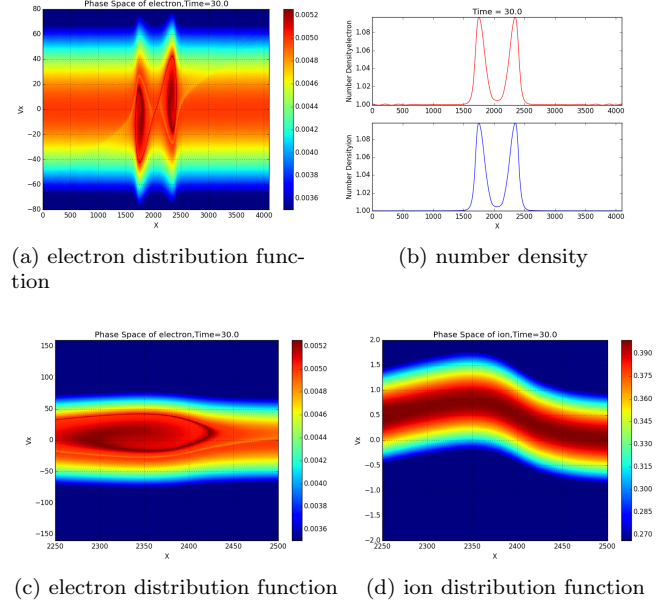 Phase Space of electron,Time=30.0
80
60
40
20
0
−20
−40
−60
−80
0 500 1000 1500 2000 2500 3000 3500 4000
Vx
X
0.0052
0.0050
0.0048
0.0046
0.0044
0.0042
0.0040
0.0038
0.0036
(a) electron distribution func-
tion
Time = 30.0
Number Densityelectron
1.08
1.06
1.04
1.02
1.00
0 500 1000 1500 2000 2500 3000 3500 4000
Number Densityion
1.08
1.06
1.04
1.02
1.00
0 500 1000 1500 2000 2500 3000 3500 4000
X
(b) number density
Phase Space of electron,Time=30.0
150
100
50
0
−50
−100
−150
2250 2300 2350 2400 2450 2500
Vx
X
0.0052
0.0050
0.0048
0.0046
0.0044
0.0042
0.0040
0.0038
0.0036
(c) electron distribution function
Phase Space of ion,Time=30.0
2.0
1.5
1.0
0.5
0.0
−0.5
−1.0
−1.5
−2.0
2250 2300 2350 2400 2450 2500
Vx
X
0.390
0.375
0.360
0.345
0.330
0.315
0.300
0.285
0.270
(d) ion distribution function